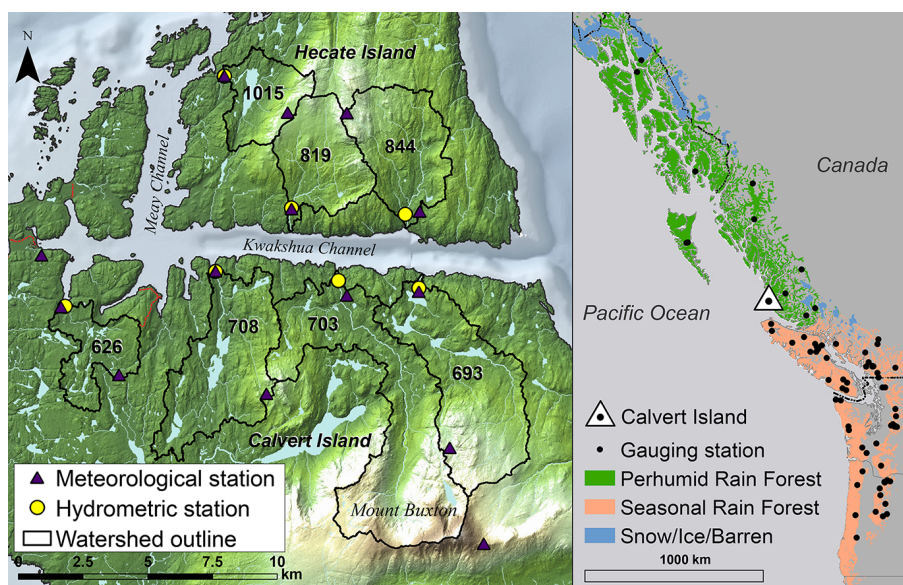 N
Hecate Island
1015
819
844
Meay Channel
Kwakshua Channel
626
708
703
693
Calvert Island
Mount Buxton
Meteorological station
Hydrometric station
Watershed outline
0 2.5 5 7.5 10
km
Canada
Pacific Ocean
Calvert Island
Gauging station
Perhumid Rain Forest
Seasonal Rain Forest
Snow/Ice/Barren
1000 km